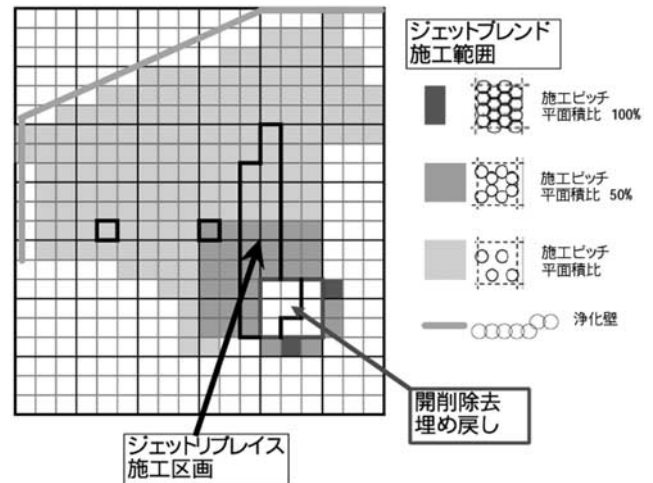 ジェットブレンド
施工範囲
施工ピッチ
平面積比 100%
施工ピッチ
平面積比 50%
施工ピッチ
平面積比
浄化壁
開削除去
埋め戻し
ジェットリプレイス
施工区画